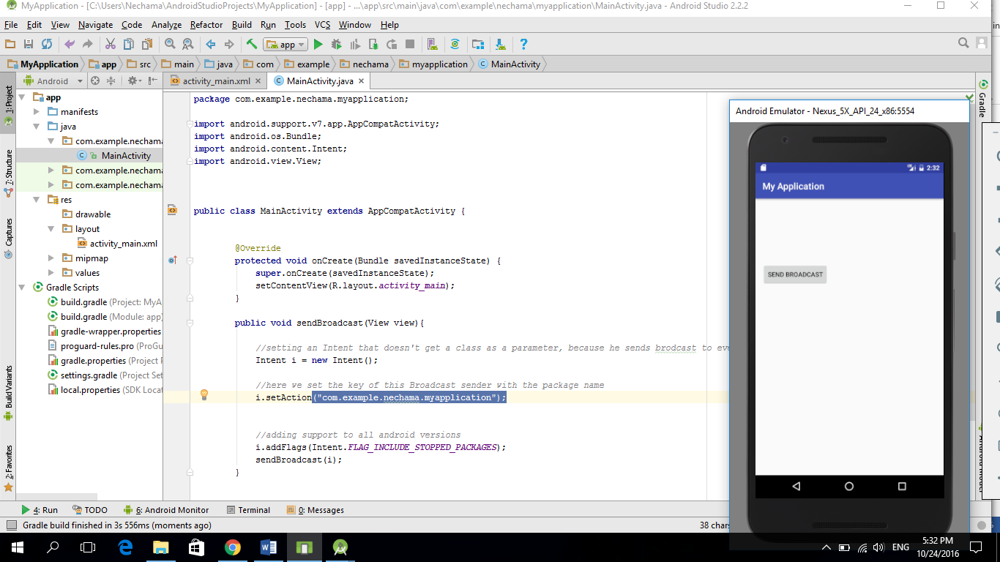 MyApplication - [C:\Users\Nechama\AndroidStudioProjects\MyApplication] - [app] - ...\app\src\main\java\com\example\nechama\myapplication\MainActivity.java - Android Studio 2.2.2
File Edit View Navigate Code Analyze Refactor Build Run Tools VCS Window Help
app
MyApplication app src main java com example nechama myapplication MainActivity
Android activity_main.xml MainActivity.java
1: Project
7: Structure
Captures
Build Variants
2: Favorites
app
manifests
java
com.example.nechama
MainActivity
com.example.nechama
com.example.nechama
res
drawable
layout
activity_main.xml
mipmap
values
Gradle Scripts
build.gradle (Project: MyA
build.gradle (Module: app)
gradle-wrapper.properties
proguard-rules.pro (ProGu
gradle.properties (Project P
settings.gradle (Project Set
local.properties (SDK Locat
package com.example.nechama.myapplication;
import android.support.v7.app.AppCompatActivity;
import android.os.Bundle;
import android.content.Intent;
import android.view.View;
public class MainActivity extends AppCompatActivity {
@Override
protected void onCreate(Bundle savedInstanceState) {
super.onCreate(savedInstanceState);
setContentView(R.layout.activity_main);
}
public void sendBroadcast(View view){
//setting an Intent that doesn't get a class as a parameter, because he sends brodcast to eve
Intent i = new Intent();
//here we set the key of this Broadcast sender with the package name
i.setAction("com.example.nechama.myapplication");
//adding support to all android versions
i.addFlags(Intent.FLAG_INCLUDE_STOPPED_PACKAGES);
sendBroadcast(i);
}
Android Emulator - Nexus_5X_API_24_x86:5554
2:32
My Application
SEND BROADCAST
Gradle
4: Run TODO 6: Android Monitor Terminal 0: Messages
Gradle build finished in 3s 556ms (moments ago) 38 chars
ENG
5:32 PM
10/24/2016